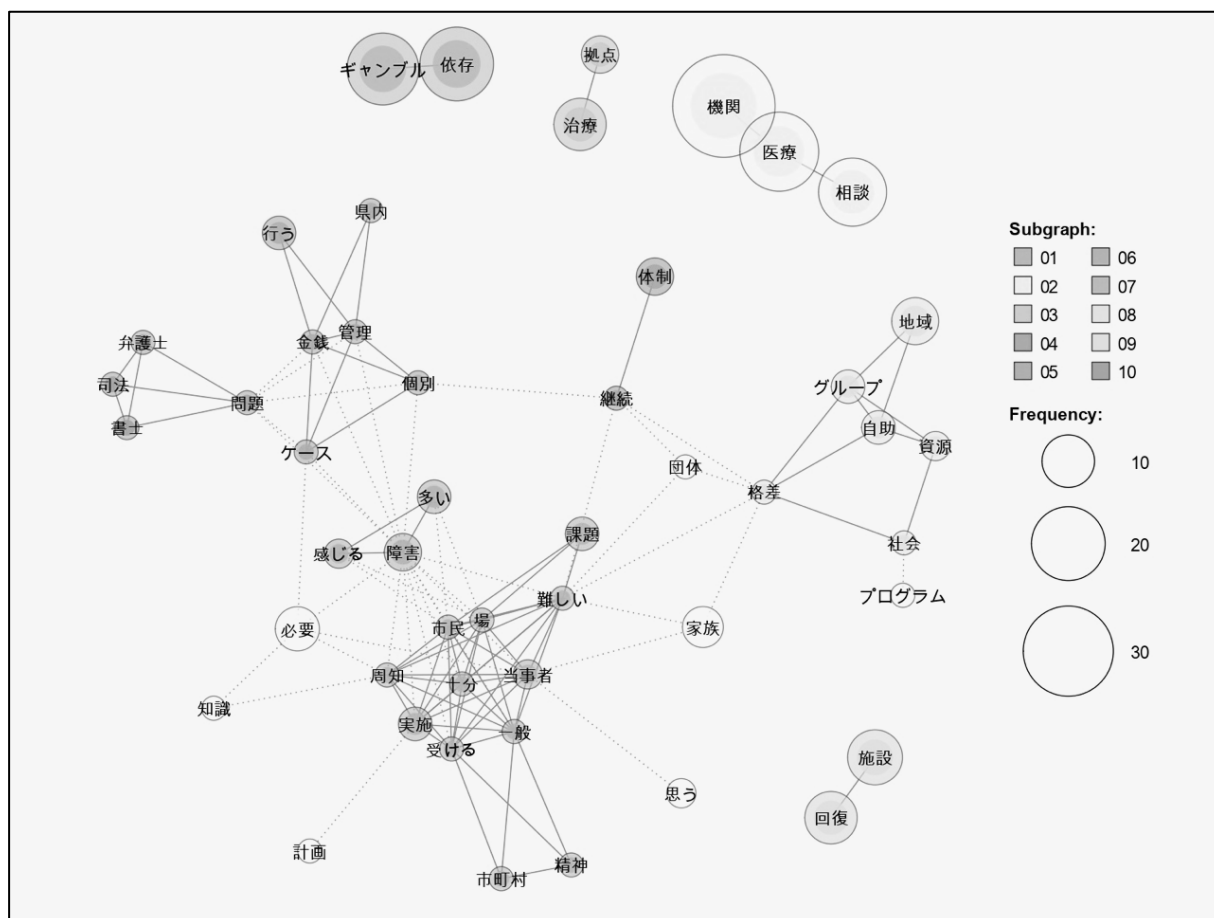 ギャンブル
依存
拠点
治療
機関
医療
相談
県内
行う
弁護士
金銭
管理
体制
地域
司法
個別
グループ
書士
問題
継続
自助
資源
ケース
団体
格差
多い
課題
社会
感じる
障害
プログラム
難しい
必要
市民
場
家族
周知
十分
当事者
知識
実施
一般
受ける
思う
計画
市町村
精神
施設
回復
Subgraph:
01 06
02 07
03 08
04 09
05 10
Frequency:
10
20
30